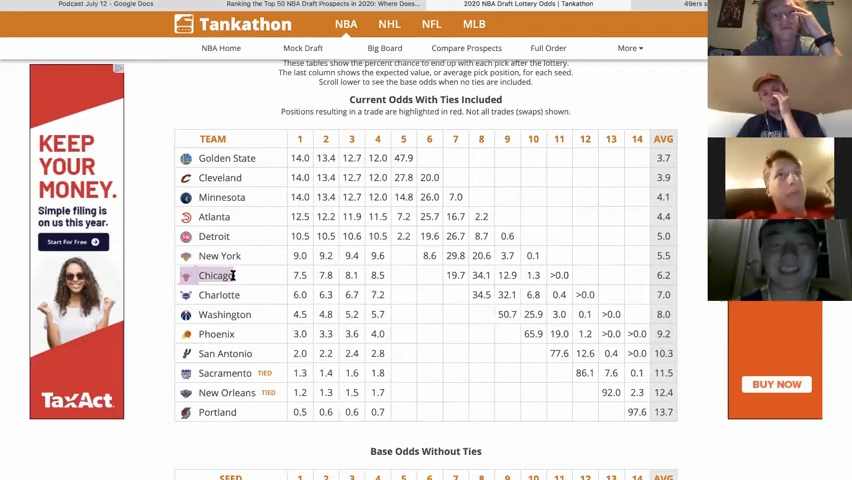 Podcast July 12 - Google Docs
Ranking the Top 50 NBA Draft Prospects in 2020: Where Does...
2020 NBA Draft Lottery Odds | Tankathon
49ers s
Tankathon NBA NHL NFL MLB
NBA Home Mock Draft Big Board Compare Prospects Full Order More
These tables show the percent chance to end up with each pick after the lottery.
The last column shows the expected value, or average pick position, for each seed.
Scroll lower to see the base odds when no ties are included.
Current Odds With Ties Included
Positions resulting in a trade are highlighted in red. Not all trades (swaps) shown.
TEAM 1 2 3 4 5 6 7 8 9 10 11 12 13 14 AVG
Golden State 14.0 13.4 12.7 12.0 47.9 3.7
Cleveland 14.0 13.4 12.7 12.0 27.8 20.0 3.9
Minnesota 14.0 13.4 12.7 12.0 14.8 26.0 7.0 4.1
Atlanta 12.5 12.2 11.9 11.5 7.2 25.7 16.7 2.2 4.4
Detroit 10.5 10.5 10.6 10.5 2.2 19.6 26.7 8.7 0.6 5.0
New York 9.0 9.2 9.4 9.6 8.6 29.8 20.6 3.7 0.1 5.5
Chicago 7.5 7.8 8.1 8.5 19.7 34.1 12.9 1.3 >0.0 6.2
Charlotte 6.0 6.3 6.7 7.2 34.5 32.1 6.8 0.4 >0.0 7.0
Washington 4.5 4.8 5.2 5.7 50.7 25.9 3.0 0.1 >0.0 8.0
Phoenix 3.0 3.3 3.6 4.0 65.9 19.0 1.2 >0.0 >0.0 9.2
San Antonio 2.0 2.2 2.4 2.8 77.6 12.6 0.4 >0.0 10.3
Sacramento TIED 1.3 1.4 1.6 1.8 86.1 7.6 0.1 11.5
New Orleans TIED 1.2 1.3 1.5 1.7 92.0 2.3 12.4
Portland 0.5 0.6 0.6 0.7 97.6 13.7
Base Odds Without Ties
SEED 1 2 3 4 5 6 7 8 9 10 11 12 13 14 AVG
KEEP
YOUR
MONEY.
Simple filing is
on us this year.
Start For Free
TaxAct.
BUY NOW